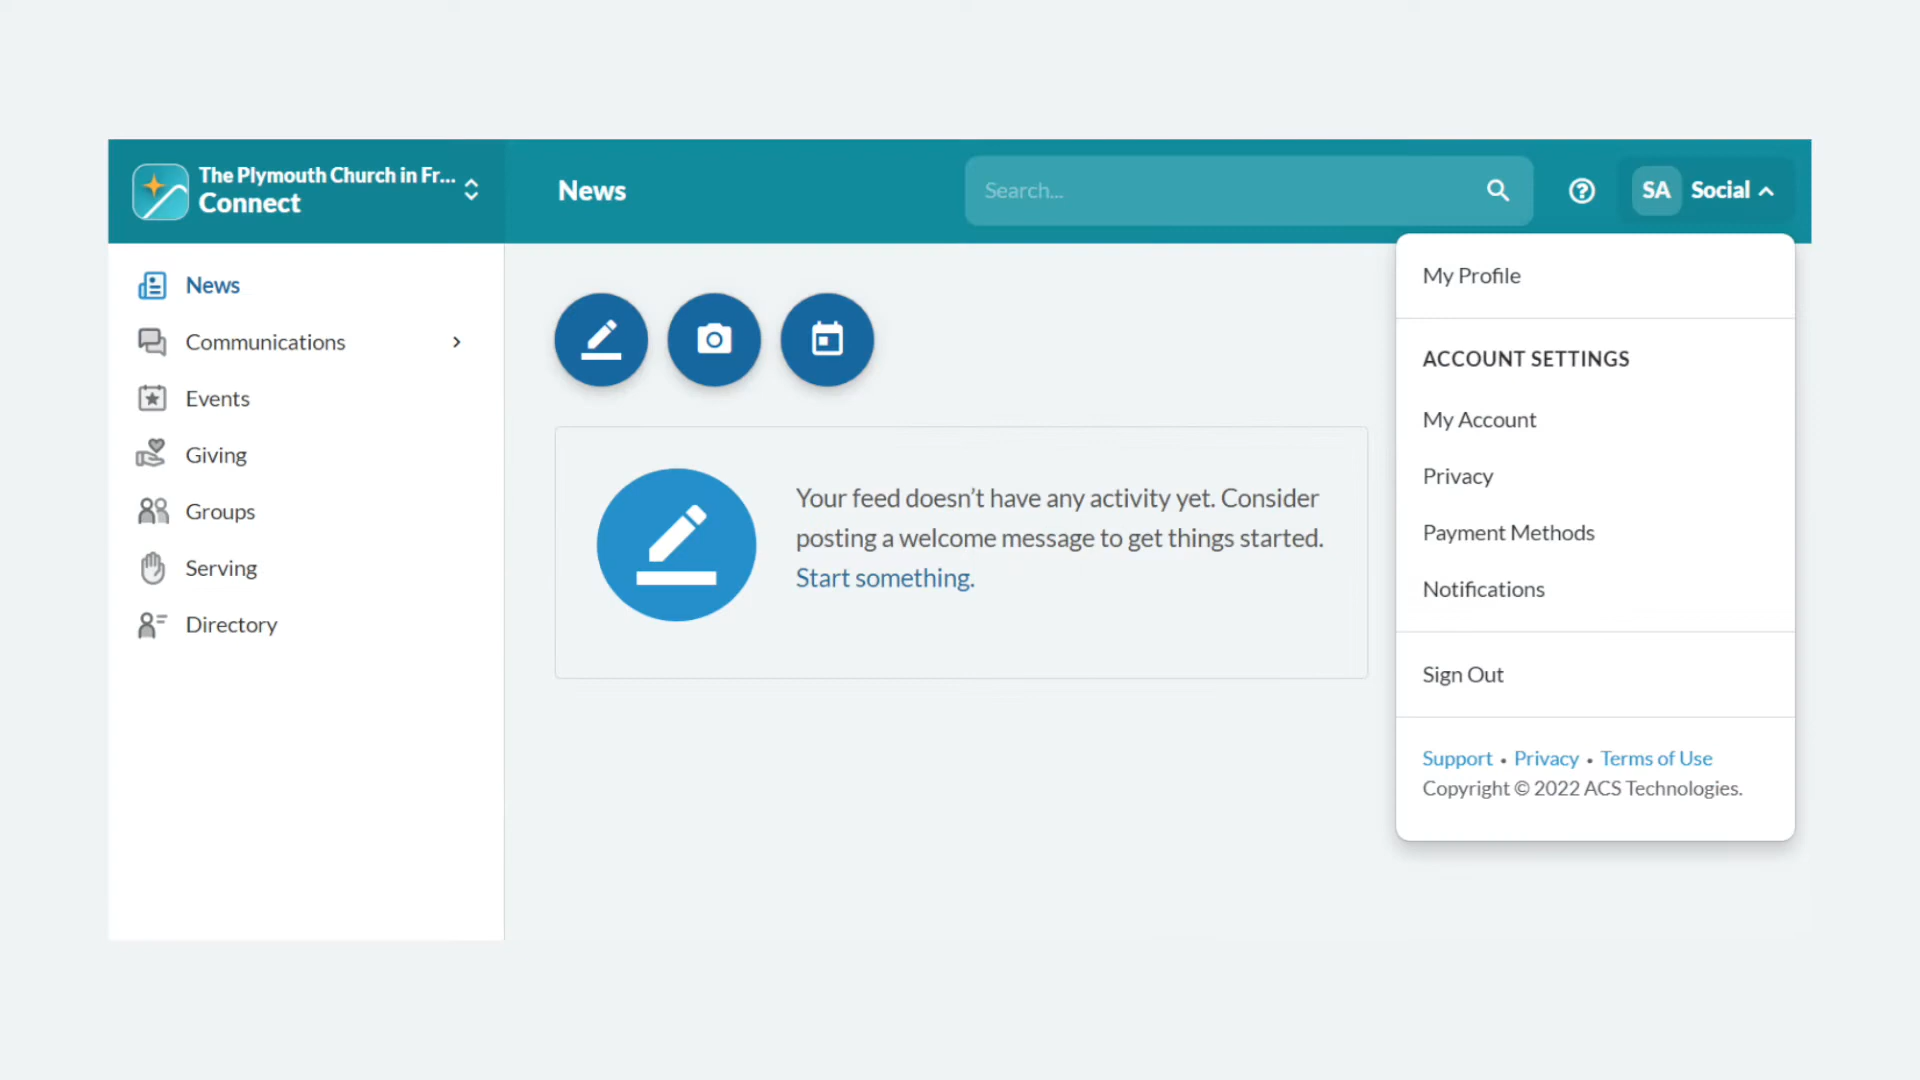 The Plymouth Church in Fr...
Connect
News
Search...
SA Social
News
Communications
Events
Giving
Groups
Serving
Directory
Your feed doesn’t have any activity yet. Consider
posting a welcome message to get things started.
Start something.
My Profile
ACCOUNT SETTINGS
My Account
Privacy
Payment Methods
Notifications
Sign Out
Support • Privacy • Terms of Use
Copyright © 2022 ACS Technologies.